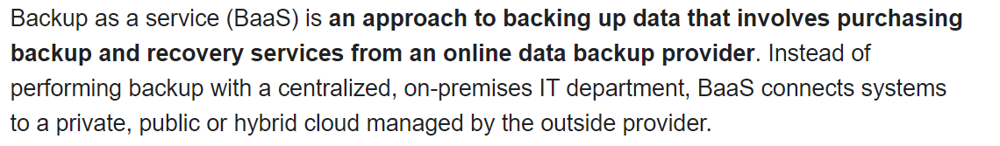 Backup as a service (BaaS) is an approach to backing up data that involves purchasing
backup and recovery services from an online data backup provider. Instead of
performing backup with a centralized, on-premises IT department, BaaS connects systems
to a private, public or hybrid cloud managed by the outside provider.